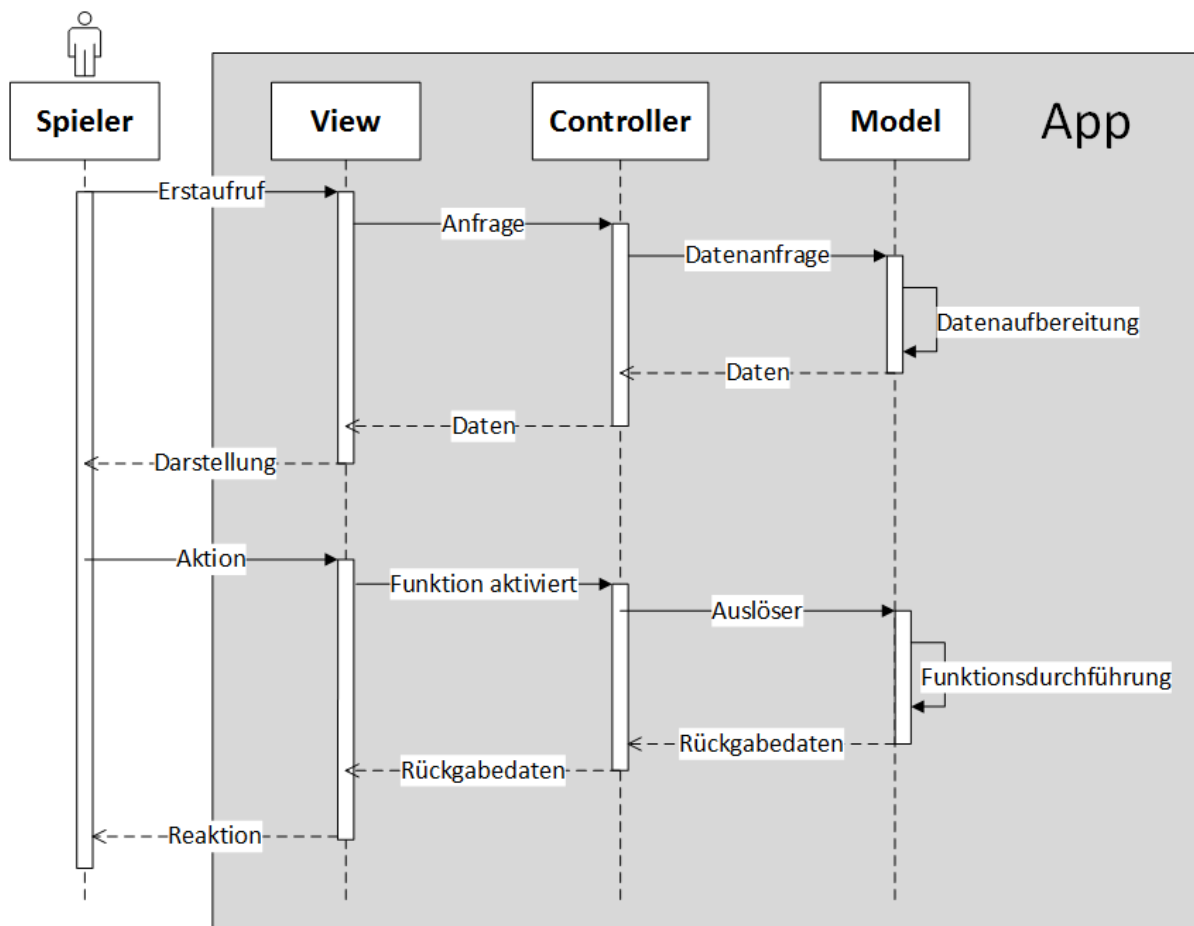 App
Spieler
View
Controller
Model
Erstaufruf
Anfrage
Datenanfrage
Datenaufbereitung
Daten
Daten
Darstellung
Aktion
Funktion aktiviert
Auslöser
Funktionsdurchführung
Rückgabedaten
Rückgabedaten
Reaktion